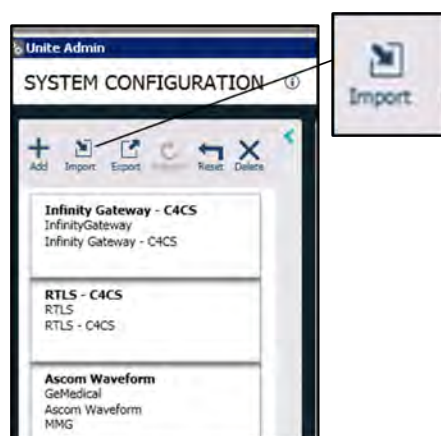 Unite Admin
SYSTEM CONFIGURATION
Import
Add Import Export Reset Delete
Infinity Gateway - C4CS
InfinityGateway
Infinity Gateway - C4CS
RTLS - C4CS
RTLS
RTLS - C4CS
Ascom Waveform
GeMedical
Ascom Waveform
MMG